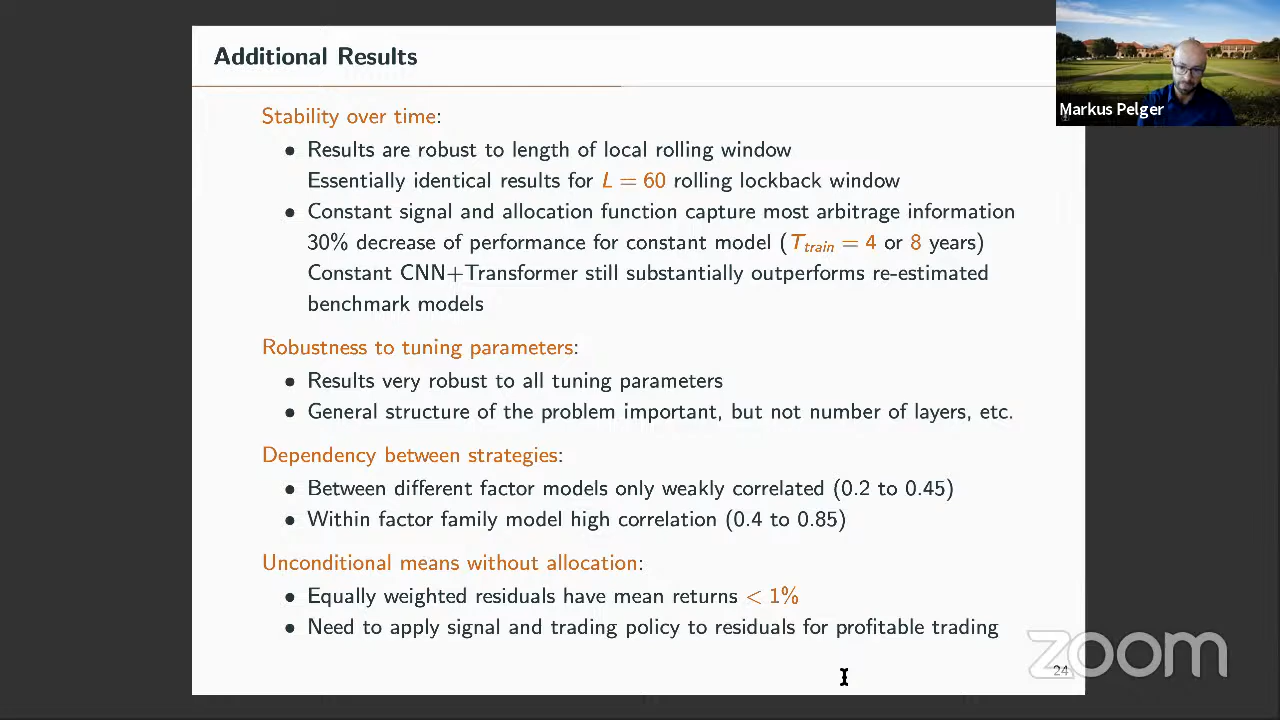 Additional Results
Markus Pelger
Stability over time:
• Results are robust to length of local rolling window
Essentially identical results for L = 60 rolling lockback window
• Constant signal and allocation function capture most arbitrage information
30% decrease of performance for constant model (T_train = 4 or 8 years)
Constant CNN+Transformer still substantially outperforms re-estimated
benchmark models
Robustness to tuning parameters:
• Results very robust to all tuning parameters
• General structure of the problem important, but not number of layers, etc.
Dependency between strategies:
• Between different factor models only weakly correlated (0.2 to 0.45)
• Within factor family model high correlation (0.4 to 0.85)
Unconditional means without allocation:
• Equally weighted residuals have mean returns < 1%
• Need to apply signal and trading policy to residuals for profitable trading
zoom
24